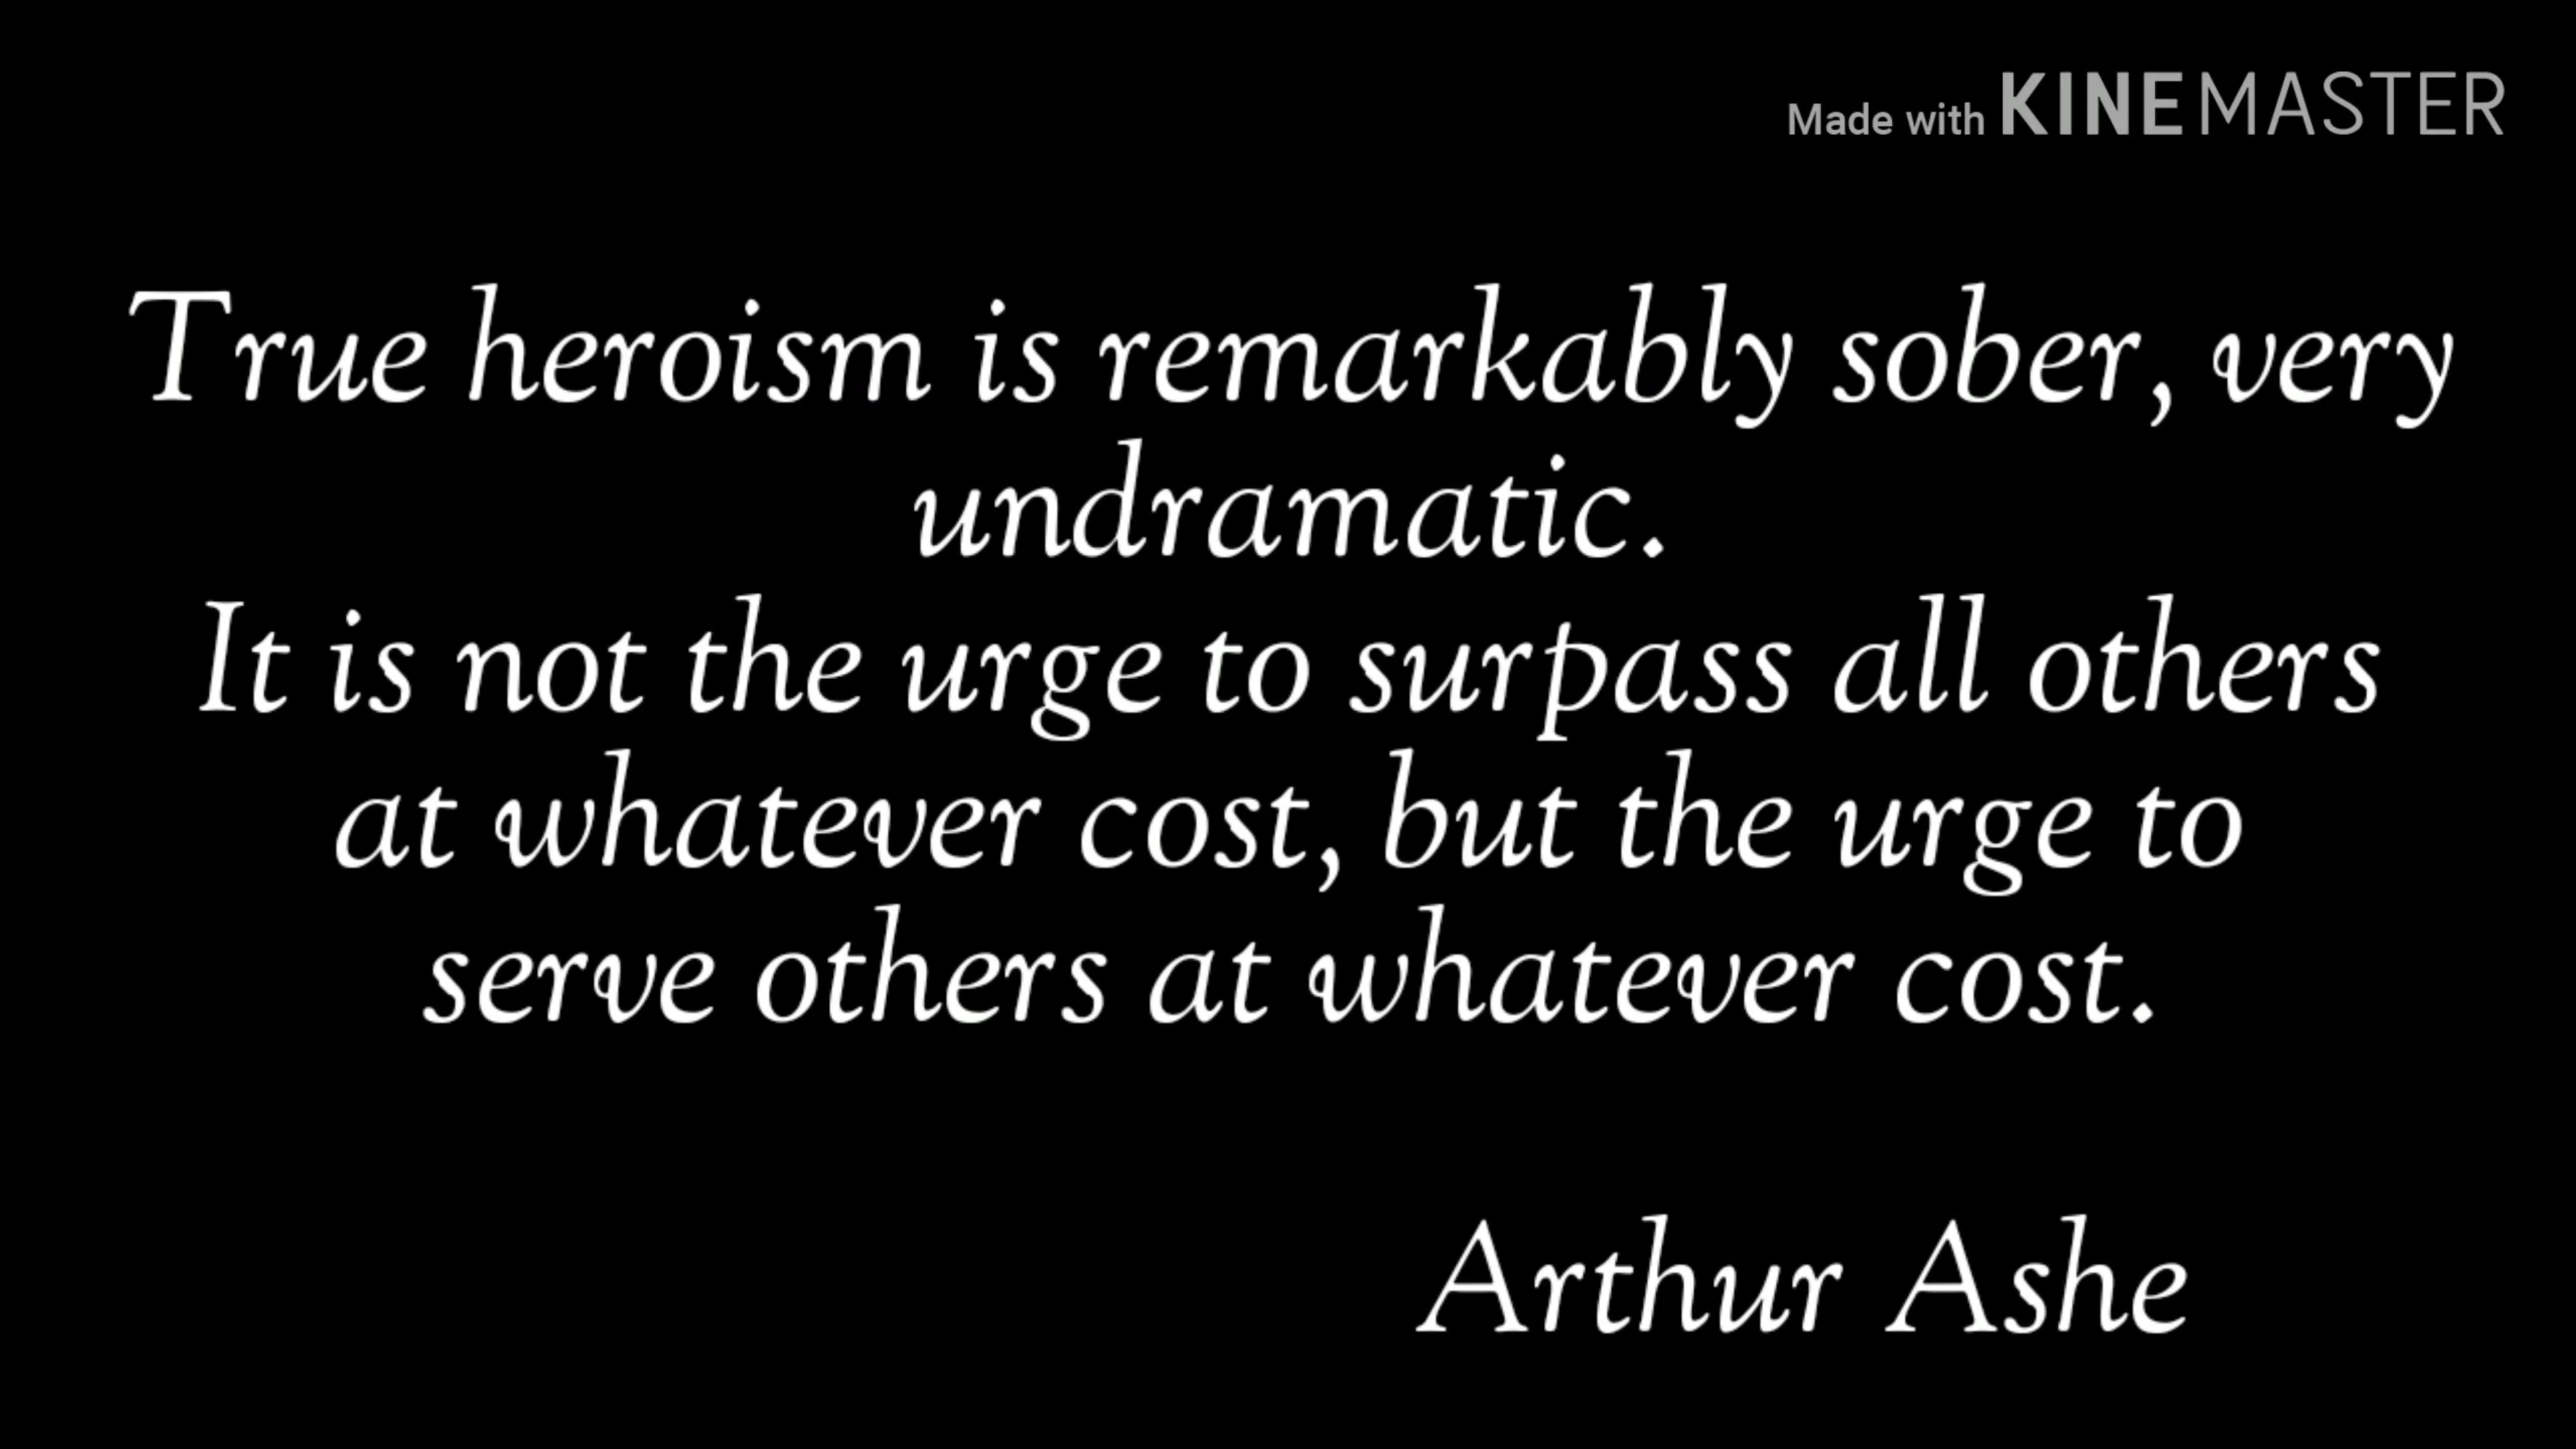 Made with KINEMASTER
True heroism is remarkably sober, very
undramatic.
It is not the urge to surpass all others
at whatever cost, but the urge to
serve others at whatever cost.
Arthur Ashe